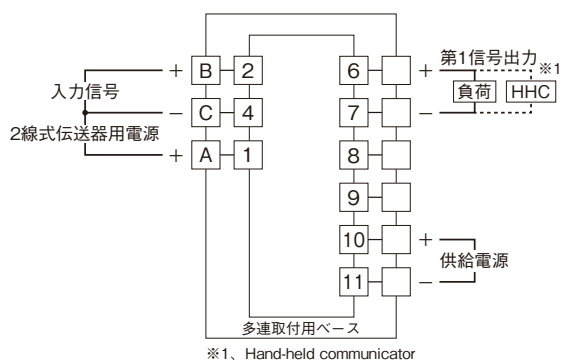 + B 2 6 + 第1信号出力 ※1
入力信号 負荷 HHC
− C 4 7 −
2線式伝送器用電源
+ A 1 8
9
10 +
供給電源
11 −
多連取付用ベース
※1、Hand-held communicator